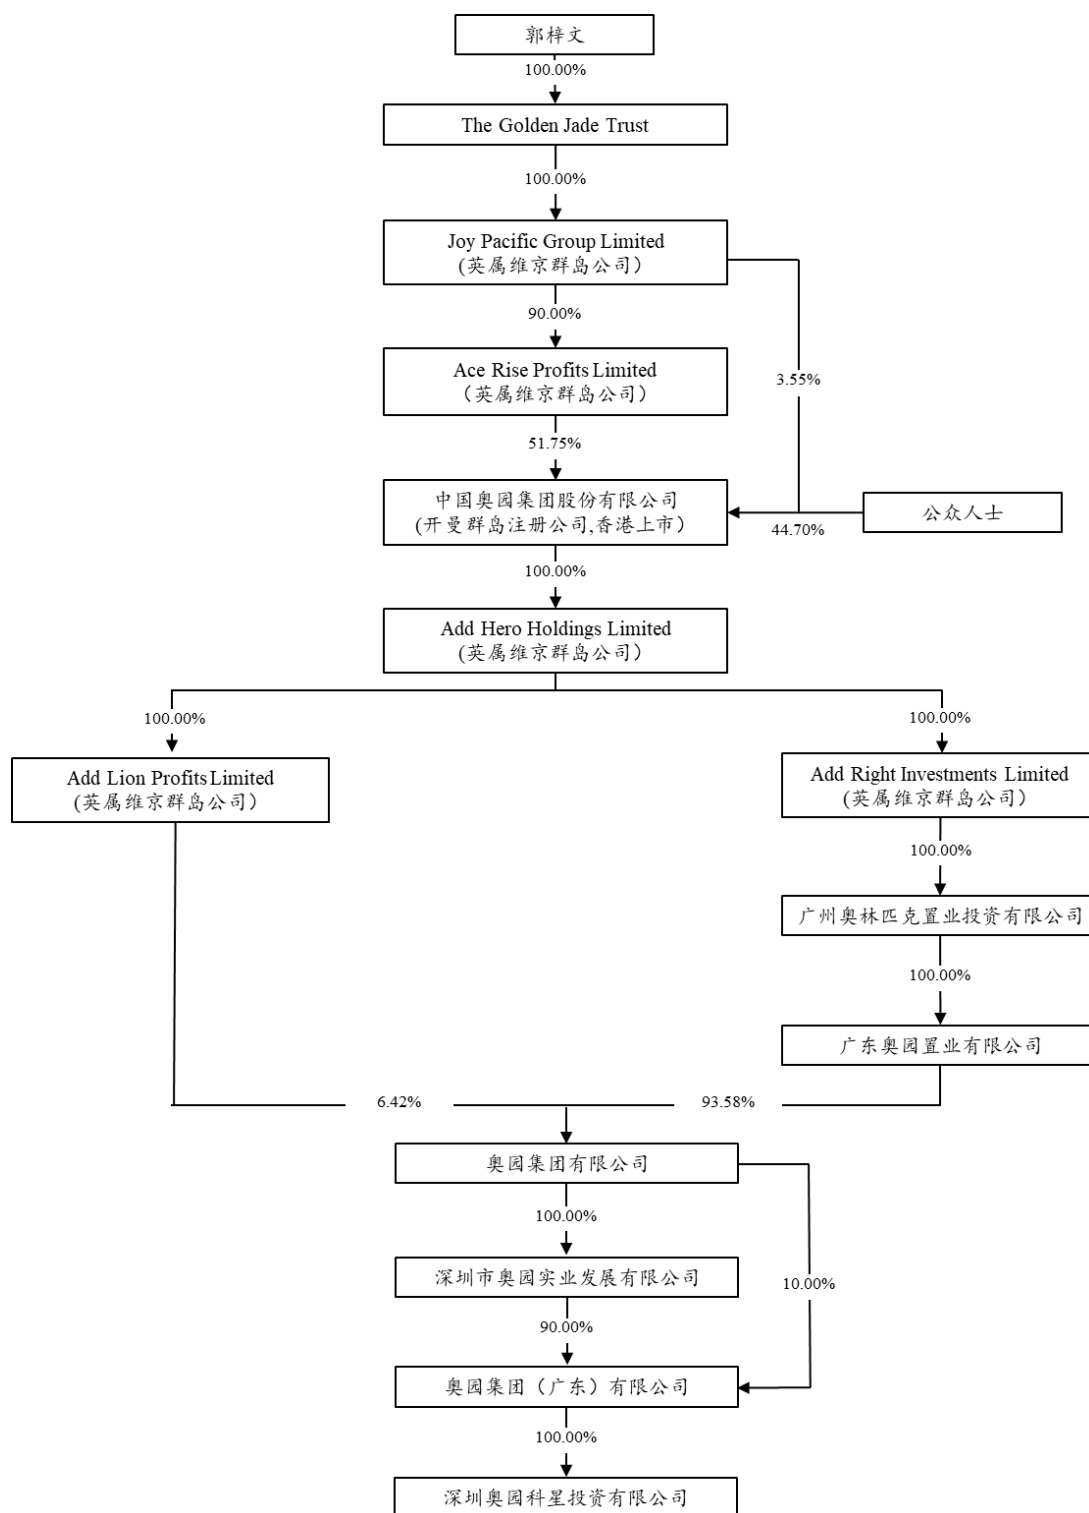 郭梓文
100.00%
The Golden Jade Trust
100.00%
Joy Pacific Group Limited
(英属维京群岛公司）
90.00%
3.55%
Ace Rise Profits Limited
（英属维京群岛公司）
51.75%
中国奥园集团股份有限公司
(开曼群岛注册公司,香港上市）
公众人士
44.70%
100.00%
Add Hero Holdings Limited
(英属维京群岛公司）
100.00%
100.00%
Add Lion Profits Limited
(英属维京群岛公司）
Add Right Investments Limited
(英属维京群岛公司）
100.00%
广州奥林匹克置业投资有限公司
100.00%
广东奥园置业有限公司
6.42%
93.58%
奥园集团有限公司
100.00%
深圳市奥园实业发展有限公司
10.00%
90.00%
奥园集团（广东）有限公司
100.00%
深圳奥园科星投资有限公司